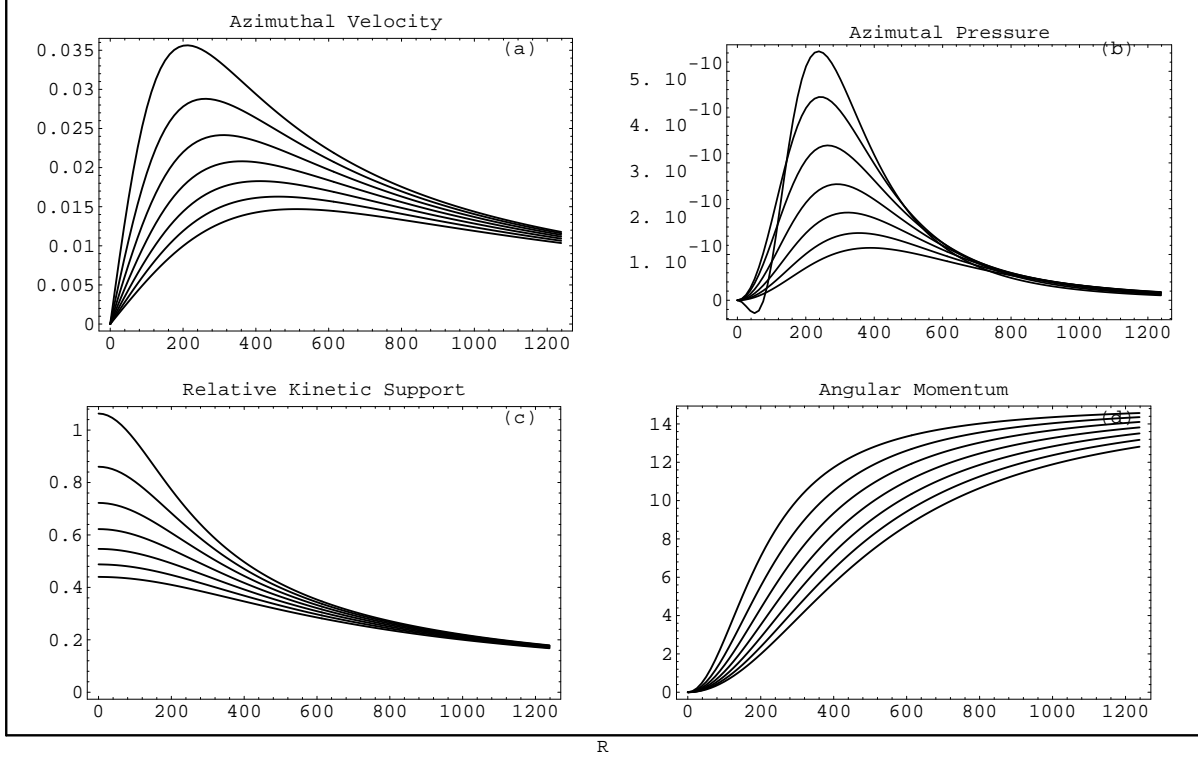 Azimuthal Velocity
(a)
0.035
0.03
0.025
0.02
0.015
0.01
0.005
0
0 200 400 600 800 1000 1200
Azimutal Pressure
(b)
5. 10 -10
4. 10 -10
3. 10 -10
2. 10 -10
1. 10 -10
0
0 200 400 600 800 1000 1200
Relative Kinetic Support
(c)
1
0.8
0.6
0.4
0.2
0
0 200 400 600 800 1000 1200
Angular Momentum
(d)
14
12
10
8
6
4
2
0
0 200 400 600 800 1000 1200
R